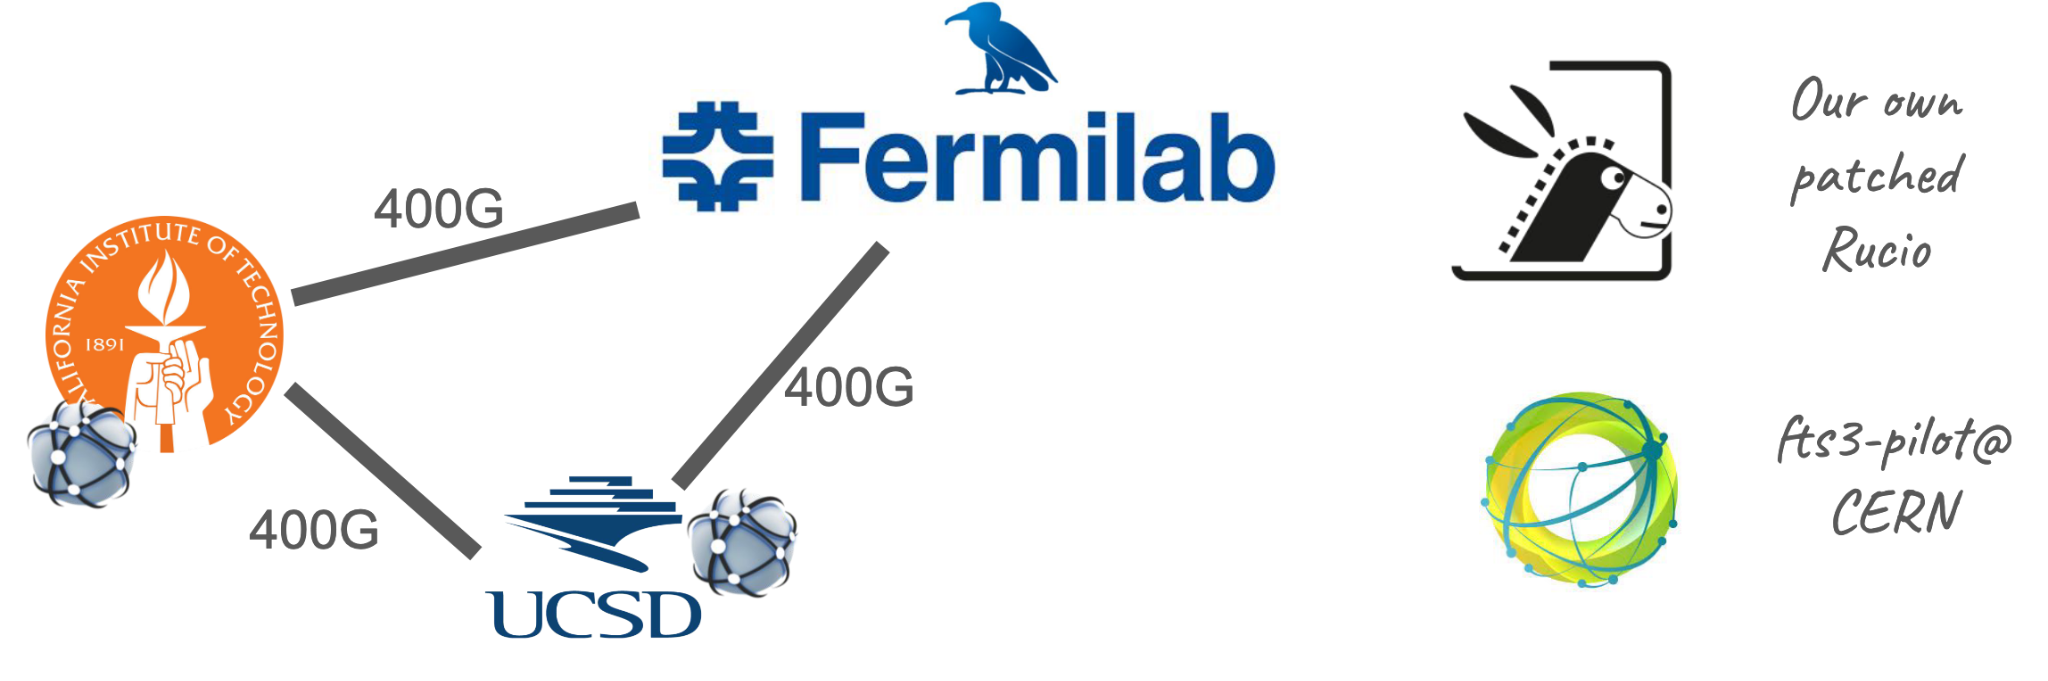 Fermilab
400G
CALIFORNIA INSTITUTE OF TECHNOLOGY
1891
400G
400G
UCSD
Our own
patched
Rucio
fts3-pilot@
CERN